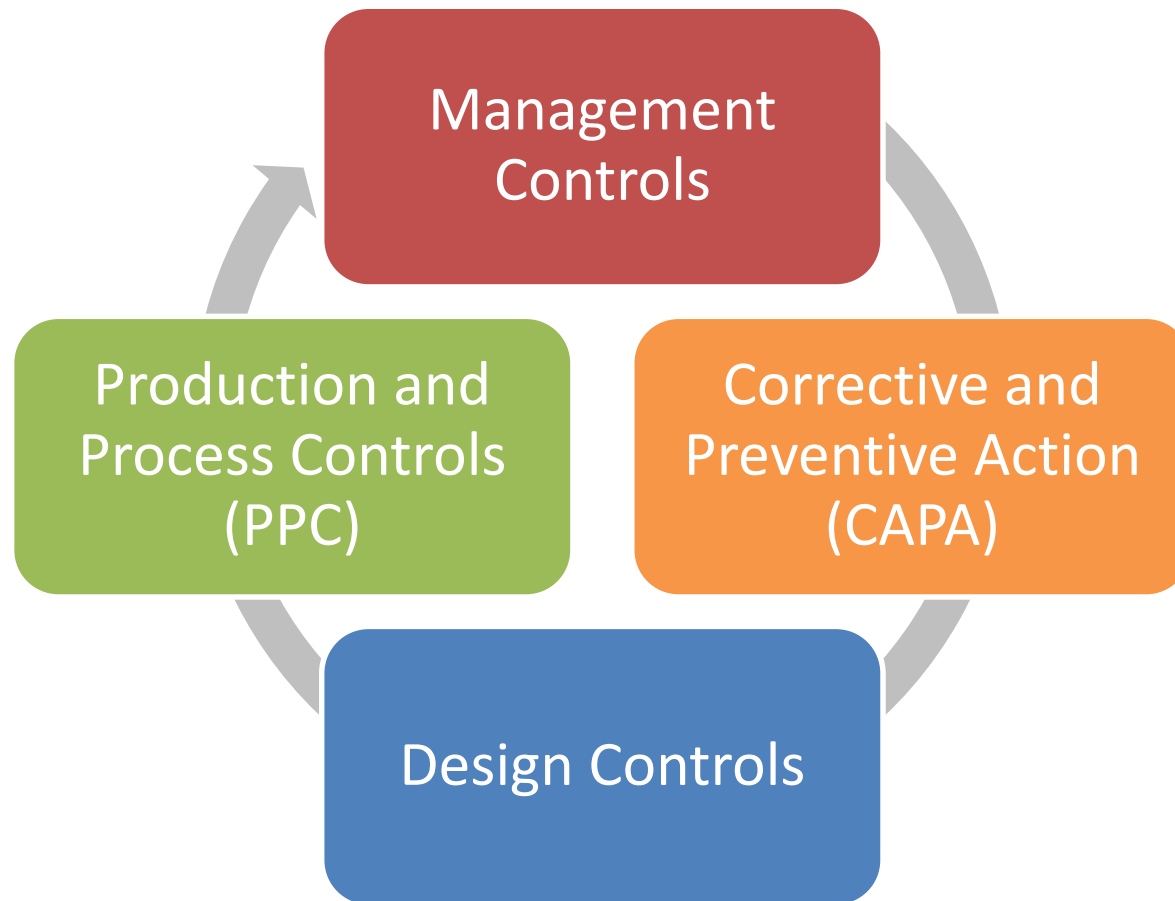 Management
Controls
Production and
Process Controls
(PPC)
Corrective and
Preventive Action
(CAPA)
Design Controls